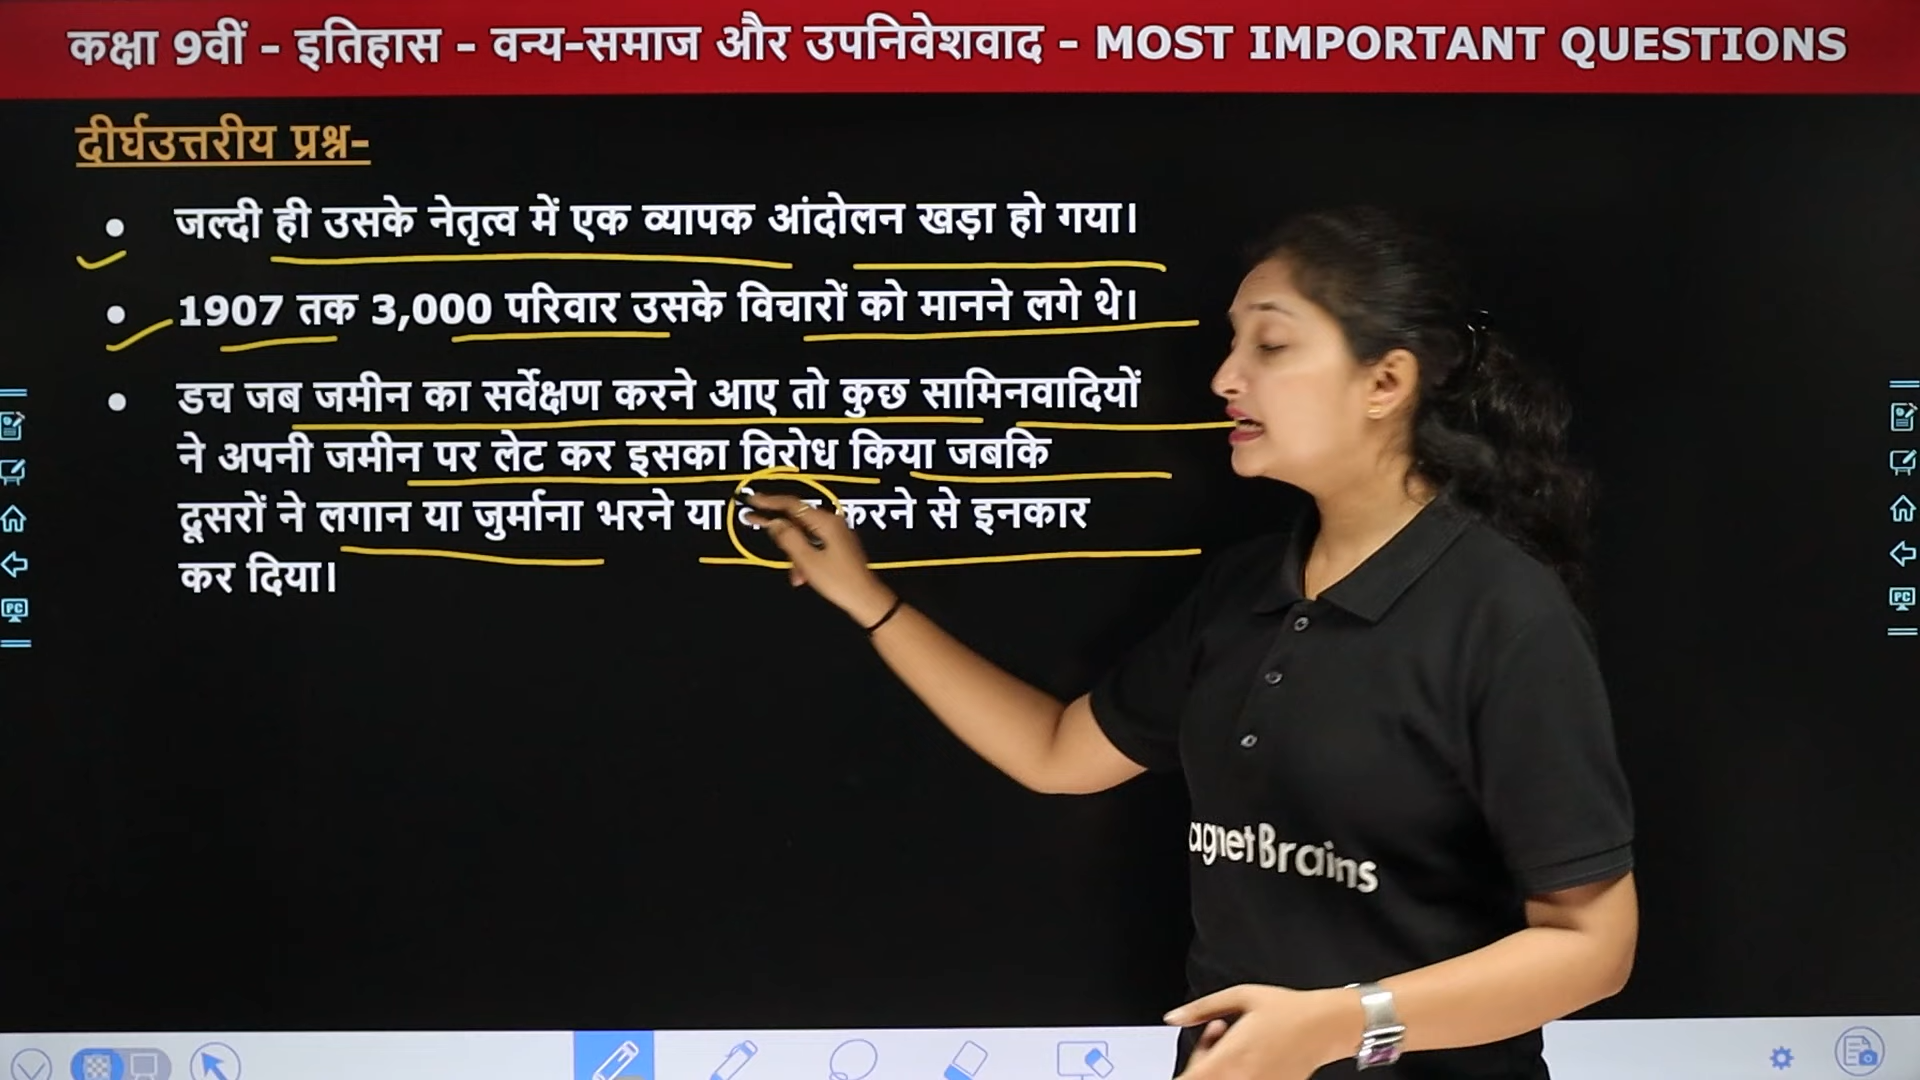 कक्षा 9वीं - इतिहास - वन्य-समाज और उपनिवेशवाद - MOST IMPORTANT QUESTIONS
दीर्घउत्तरीय प्रश्न-
• जल्दी ही उसके नेतृत्व में एक व्यापक आंदोलन खड़ा हो गया।
• 1907 तक 3,000 परिवार उसके विचारों को मानने लगे थे।
• डच जब जमीन का सर्वेक्षण करने आए तो कुछ सामिनवादियों
ने अपनी जमीन पर लेट कर इसका विरोध किया जबकि
दूसरों ने लगान या जुर्माना भरने या करने से इनकार
कर दिया।
agnetBrains
PC
PC